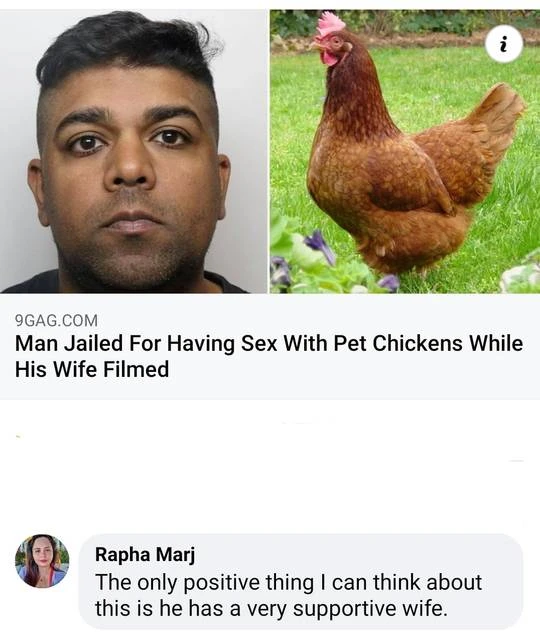 i
9GAG.COM
Man Jailed For Having Sex With Pet Chickens While
His Wife Filmed
Rapha Marj
The only positive thing I can think about
this is he has a very supportive wife.